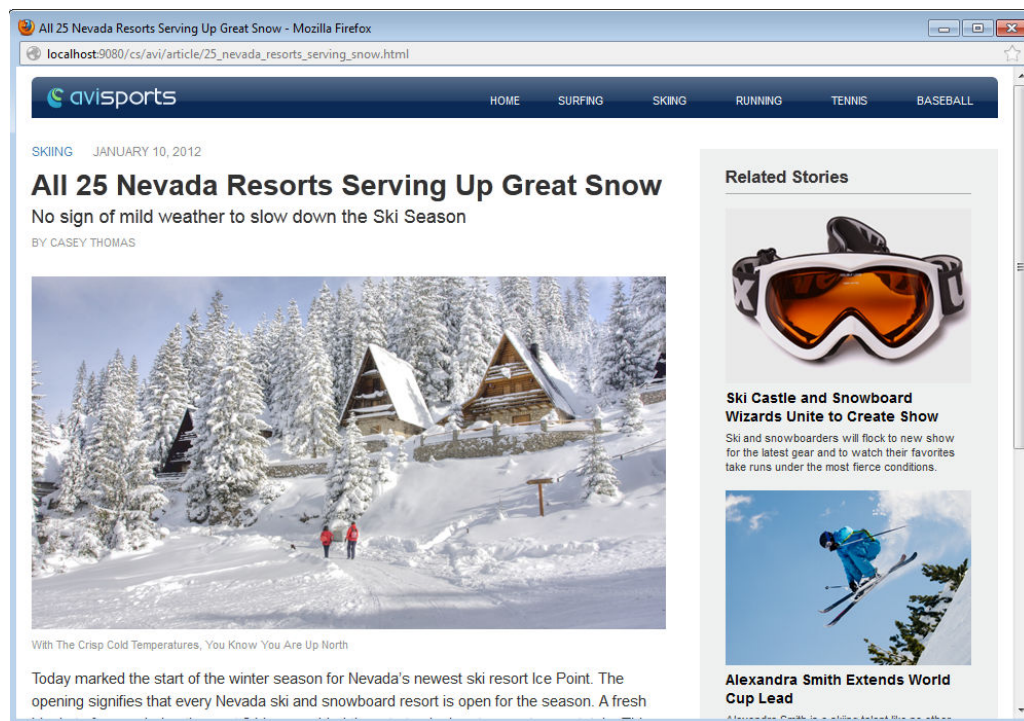 All 25 Nevada Resorts Serving Up Great Snow - Mozilla Firefox
localhost:9080/cs/avi/article/25_nevada_resorts_serving_snow.html
avisports
HOME SURFING SKIING RUNNING TENNIS BASEBALL
SKIING JANUARY 10, 2012
All 25 Nevada Resorts Serving Up Great Snow
No sign of mild weather to slow down the Ski Season
BY CASEY THOMAS
With The Crisp Cold Temperatures, You Know You Are Up North
Today marked the start of the winter season for Nevada's newest ski resort Ice Point. The
opening signifies that every Nevada ski and snowboard resort is open for the season. A fresh
Related Stories
Ski Castle and Snowboard
Wizards Unite to Create Show
Ski and snowboarders will flock to new show
for the latest gear and to watch their favorites
take runs under the most fierce conditions.
Alexandra Smith Extends World
Cup Lead